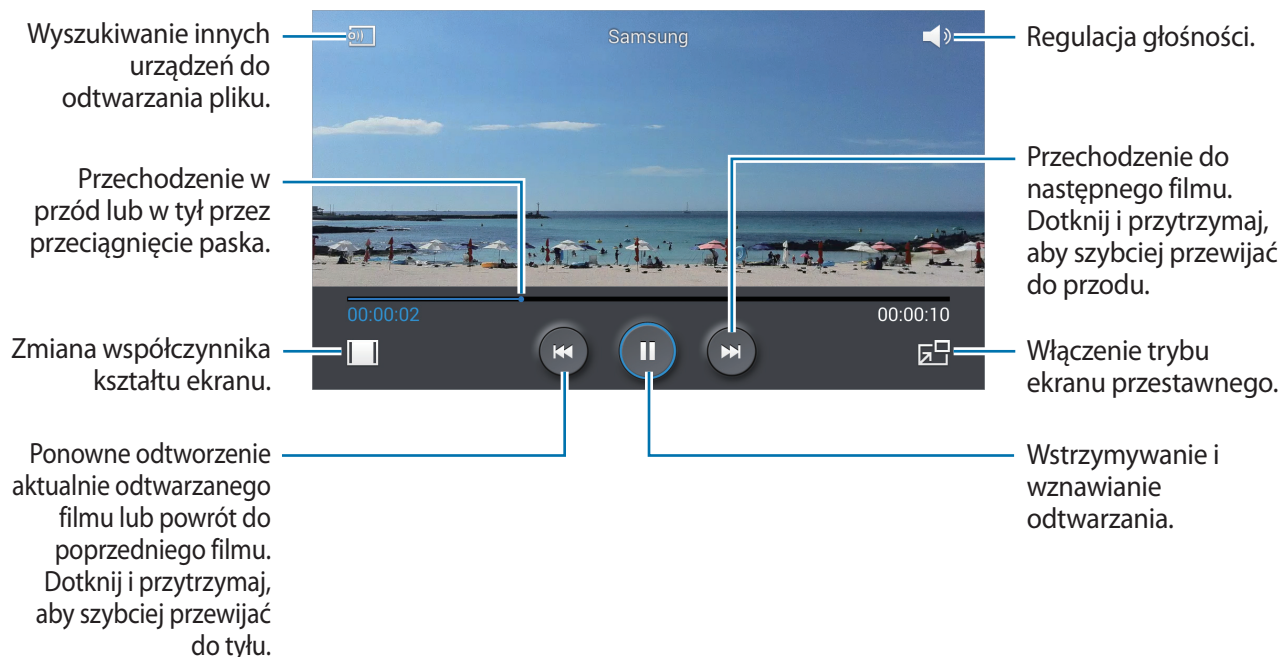 Wyszukiwanie innych
urządzeń do
odtwarzania pliku.
Samsung
Regulacja głośności.
Przechodzenie w
przód lub w tył przez
przeciągnięcie paska.
Przechodzenie do
następnego filmu.
Dotknij i przytrzymaj,
aby szybciej przewijać
do przodu.
00:00:02
00:00:10
Zmiana współczynnika
kształtu ekranu.
Włączenie trybu
ekranu przestawnego.
Ponowne odtworzenie
aktualnie odtwarzanego
filmu lub powrót do
poprzedniego filmu.
Dotknij i przytrzymaj,
aby szybciej przewijać
do tyłu.
Wstrzymywanie i
wznawianie
odtwarzania.